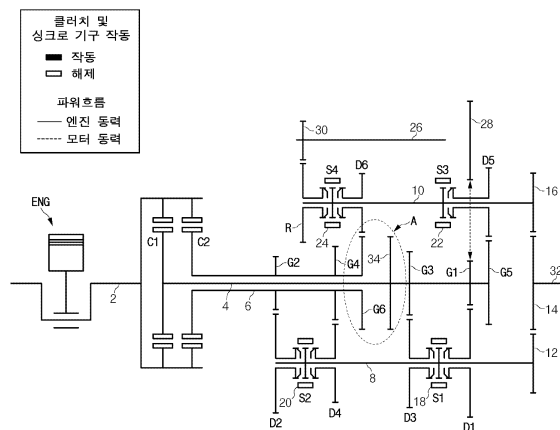 클러치 및
싱크로 기구 작동
작동
해제
파워흐름
엔진 동력
모터 동력
30
26
28
S4
D6
S3
D5
16
10
ENG
R
24
A
22
C1
C2
G2
G4
34
G3
G1
G5
32
2
4
6
G6
14
12
8
20
S2
18
S1
D2
D4
D3
D1